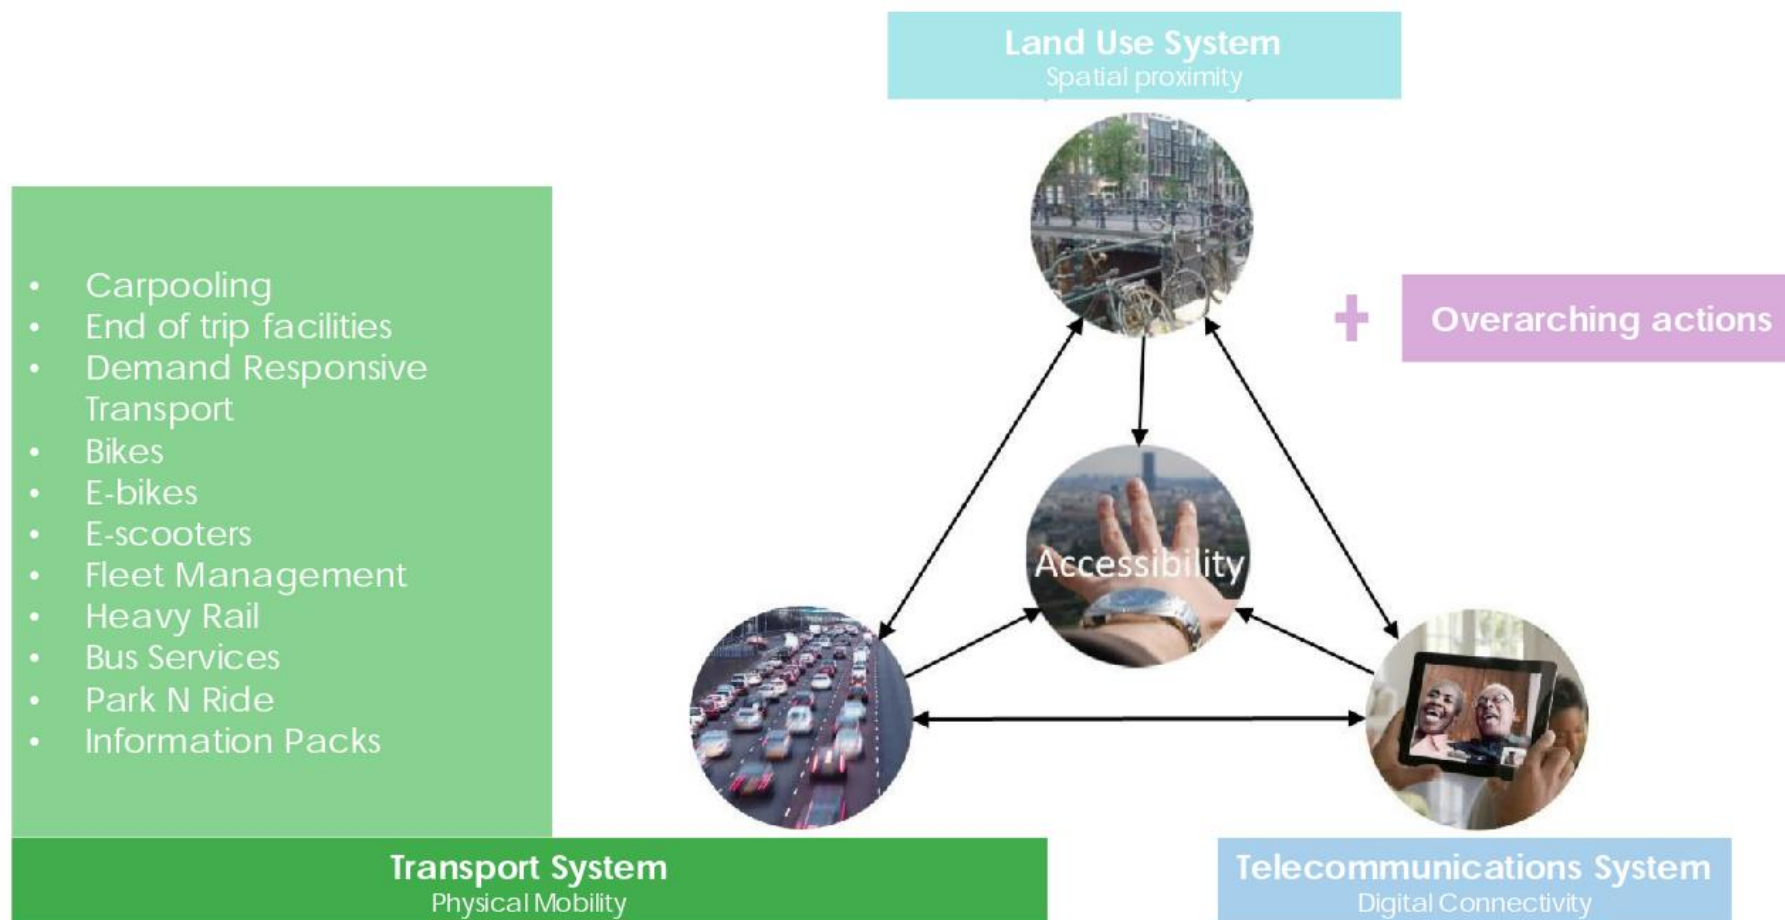 Land Use System
Spatial proximity
+ Overarching actions
• Carpooling
• End of trip facilities
• Demand Responsive
Transport
• Bikes
• E-bikes
• E-scooters
• Fleet Management
• Heavy Rail
• Bus Services
• Park N Ride
• Information Packs
Accessibility
Transport System
Physical Mobility
Telecommunications System
Digital Connectivity